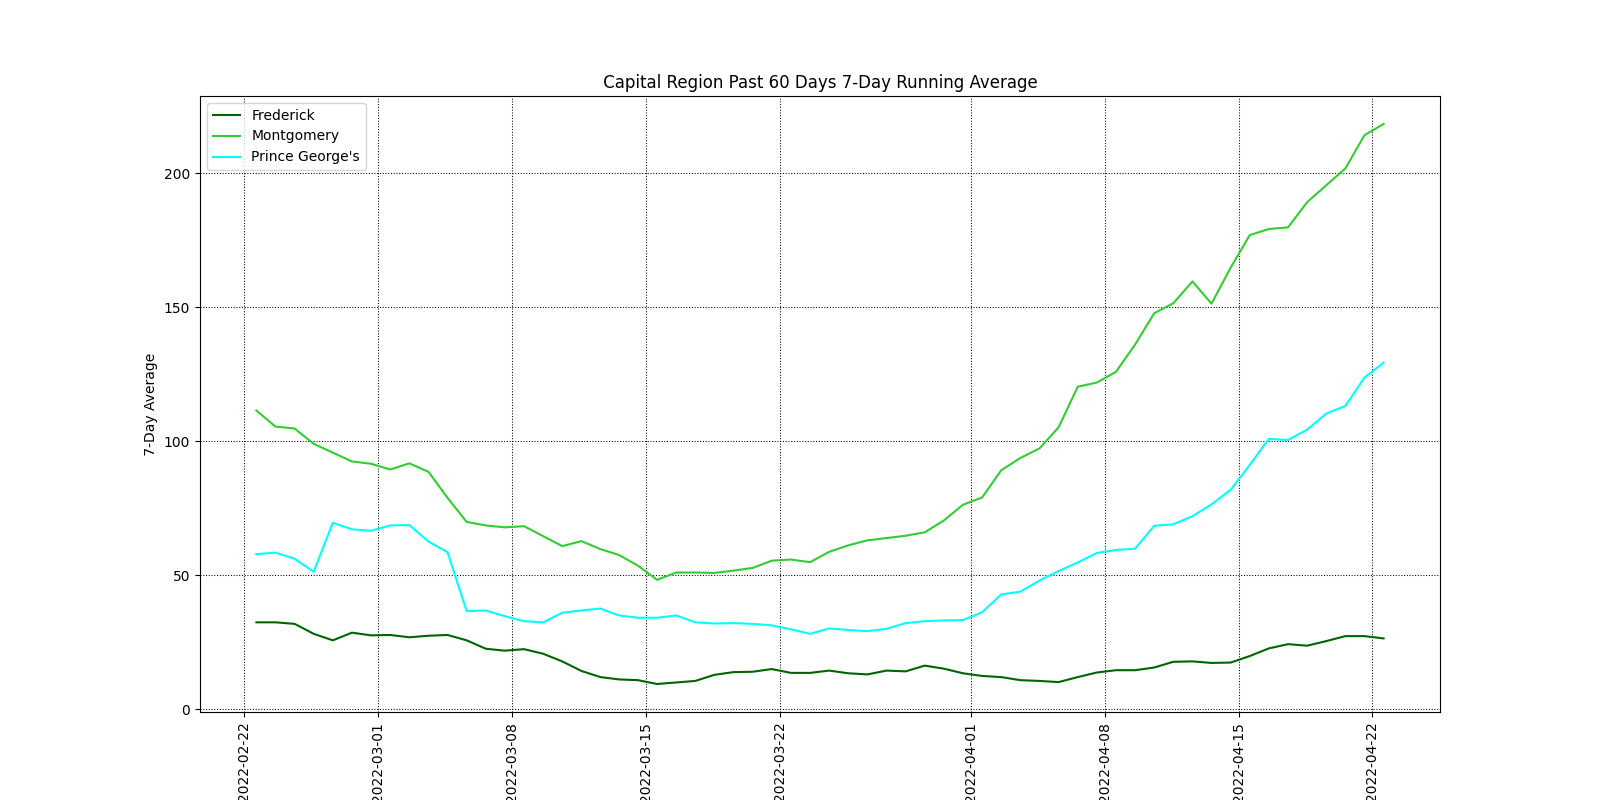 Capital Region Past 60 Days 7-Day Running Average
Frederick
Montgomery
Prince George's
7-Day Average
200
150
100
50
0
2022-02-22
2022-03-01
2022-03-08
2022-03-15
2022-03-22
2022-04-01
2022-04-08
2022-04-15
2022-04-22